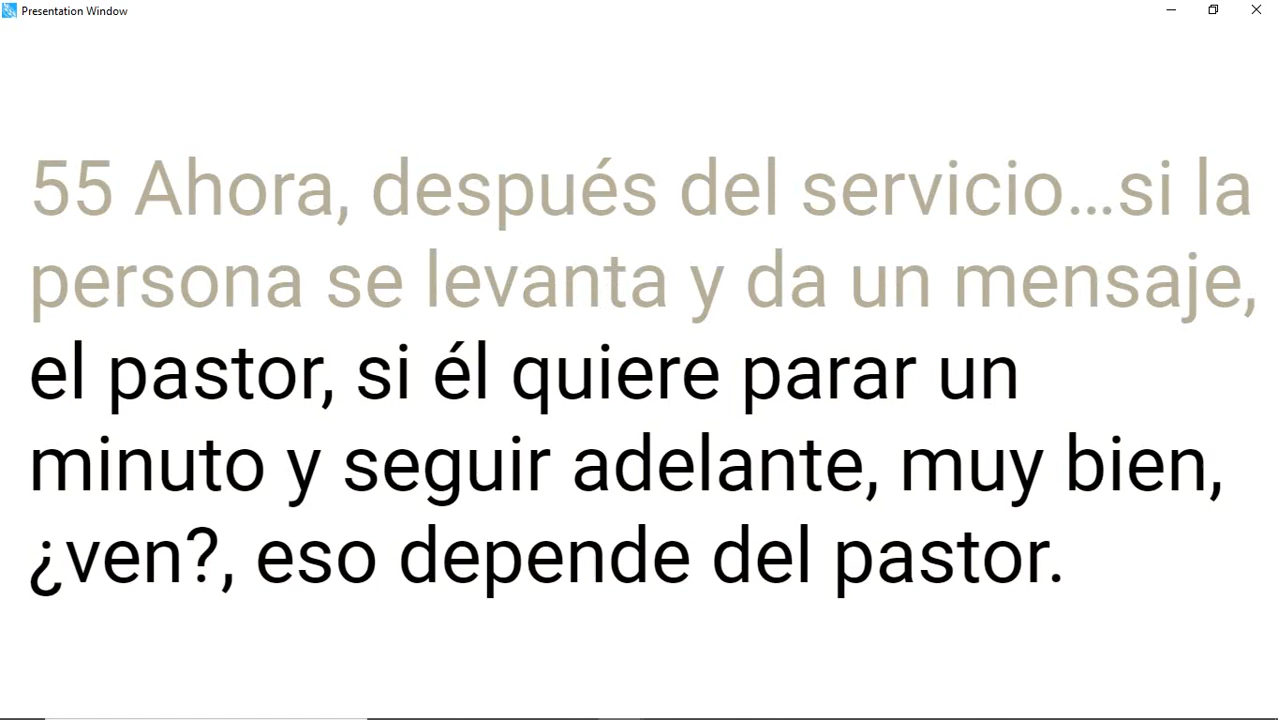 Presentation Window
55 Ahora, después del servicio...si la
persona se levanta y da un mensaje,
el pastor, si él quiere parar un
minuto y seguir adelante, muy bien,
¿ven?, eso depende del pastor.